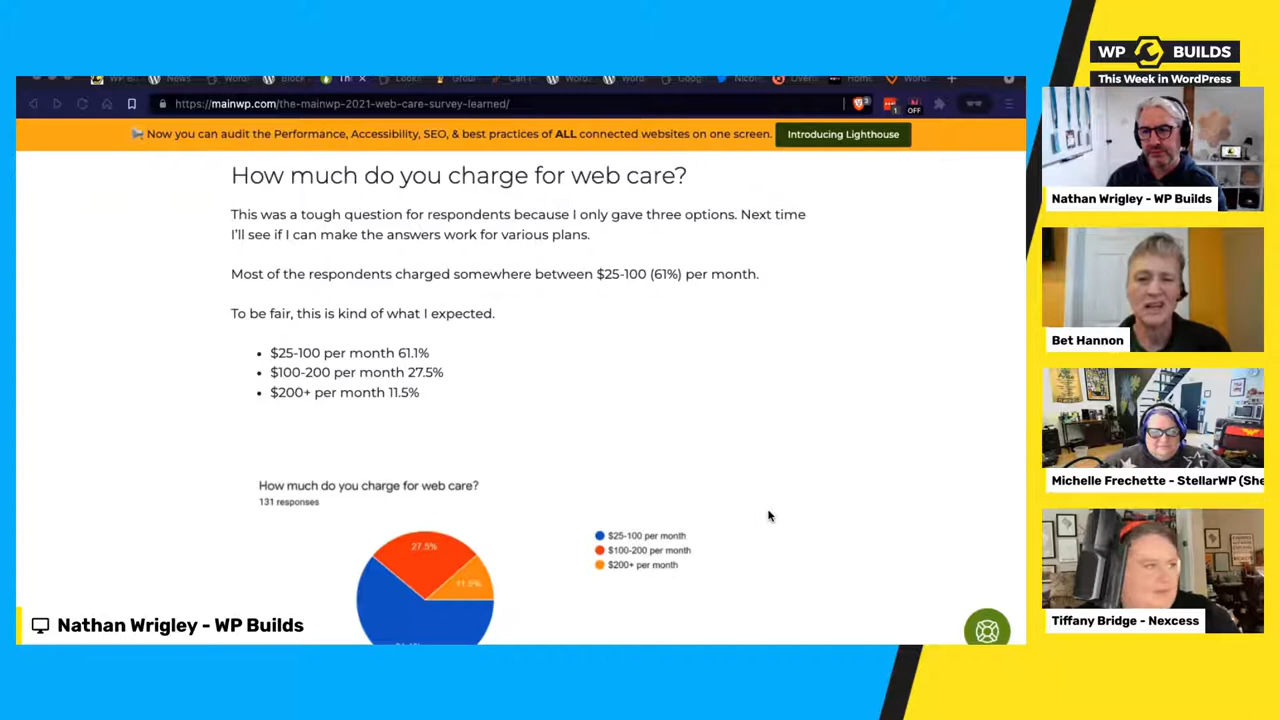 WP BUILDS
This Week in WordPress
https://mainwp.com/the-mainwp-2021-web-care-survey-learned/
OFF
Now you can audit the Performance, Accessibility, SEO, & best practices of ALL connected websites on one screen.
Introducing Lighthouse
How much do you charge for web care?
This was a tough question for respondents because I only gave three options. Next time
I'll see if I can make the answers work for various plans.
Most of the respondents charged somewhere between $25-100 (61%) per month.
To be fair, this is kind of what I expected.
• $25-100 per month 61.1%
• $100-200 per month 27.5%
• $200+ per month 11.5%
How much do you charge for web care?
131 responses
27.5%
11.5%
$25-100 per month
$100-200 per month
$200+ per month
Nathan Wrigley - WP Builds
Nathan Wrigley - WP Builds
Bet Hannon
Michelle Frechette - StellarWP (She
Tiffany Bridge - Nexcess